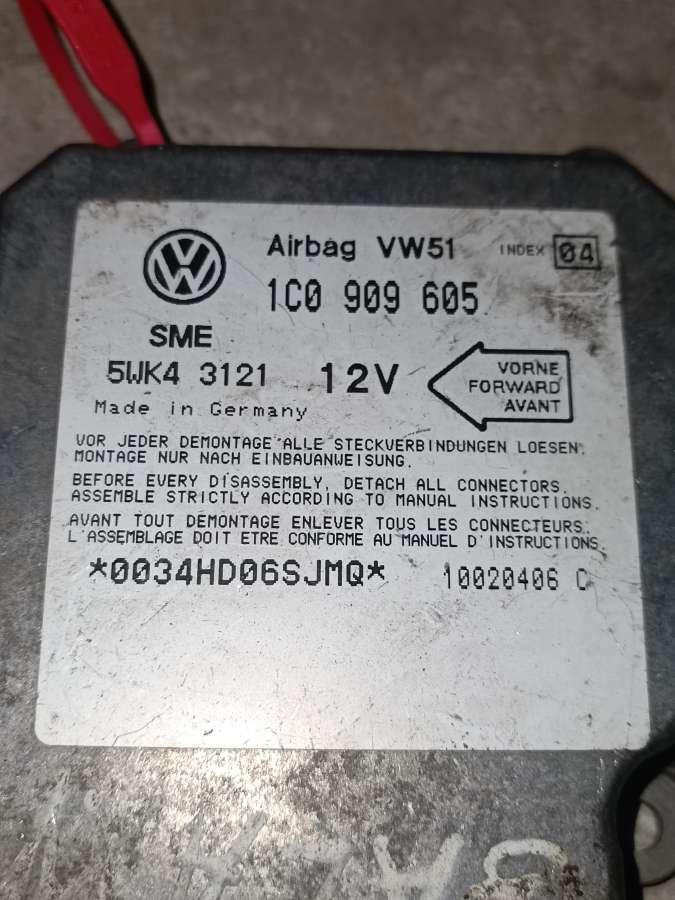 Airbag VW51 INDEX 04
1C0 909 605
SME
5WK4 3121 12V
VORNE
FORWARD
AVANT
Made in Germany
VOR JEDER DEMONTAGE ALLE STECKVERBINDUNGEN LOESEN.
MONTAGE NUR NACH EINBAUANWEISUNG.
BEFORE EVERY DISASSEMBLY, DETACH ALL CONNECTORS.
ASSEMBLE STRICTLY ACCORDING TO MANUAL INSTRUCTIONS.
AVANT TOUT DEMONTAGE ENLEVER TOUS LES CONNECTEURS.
L'ASSEMBLAGE DOIT ETRE CONFORME AU MANUEL D'INSTRUCTIONS.
*0034HD06SJMQ* 10020406 C